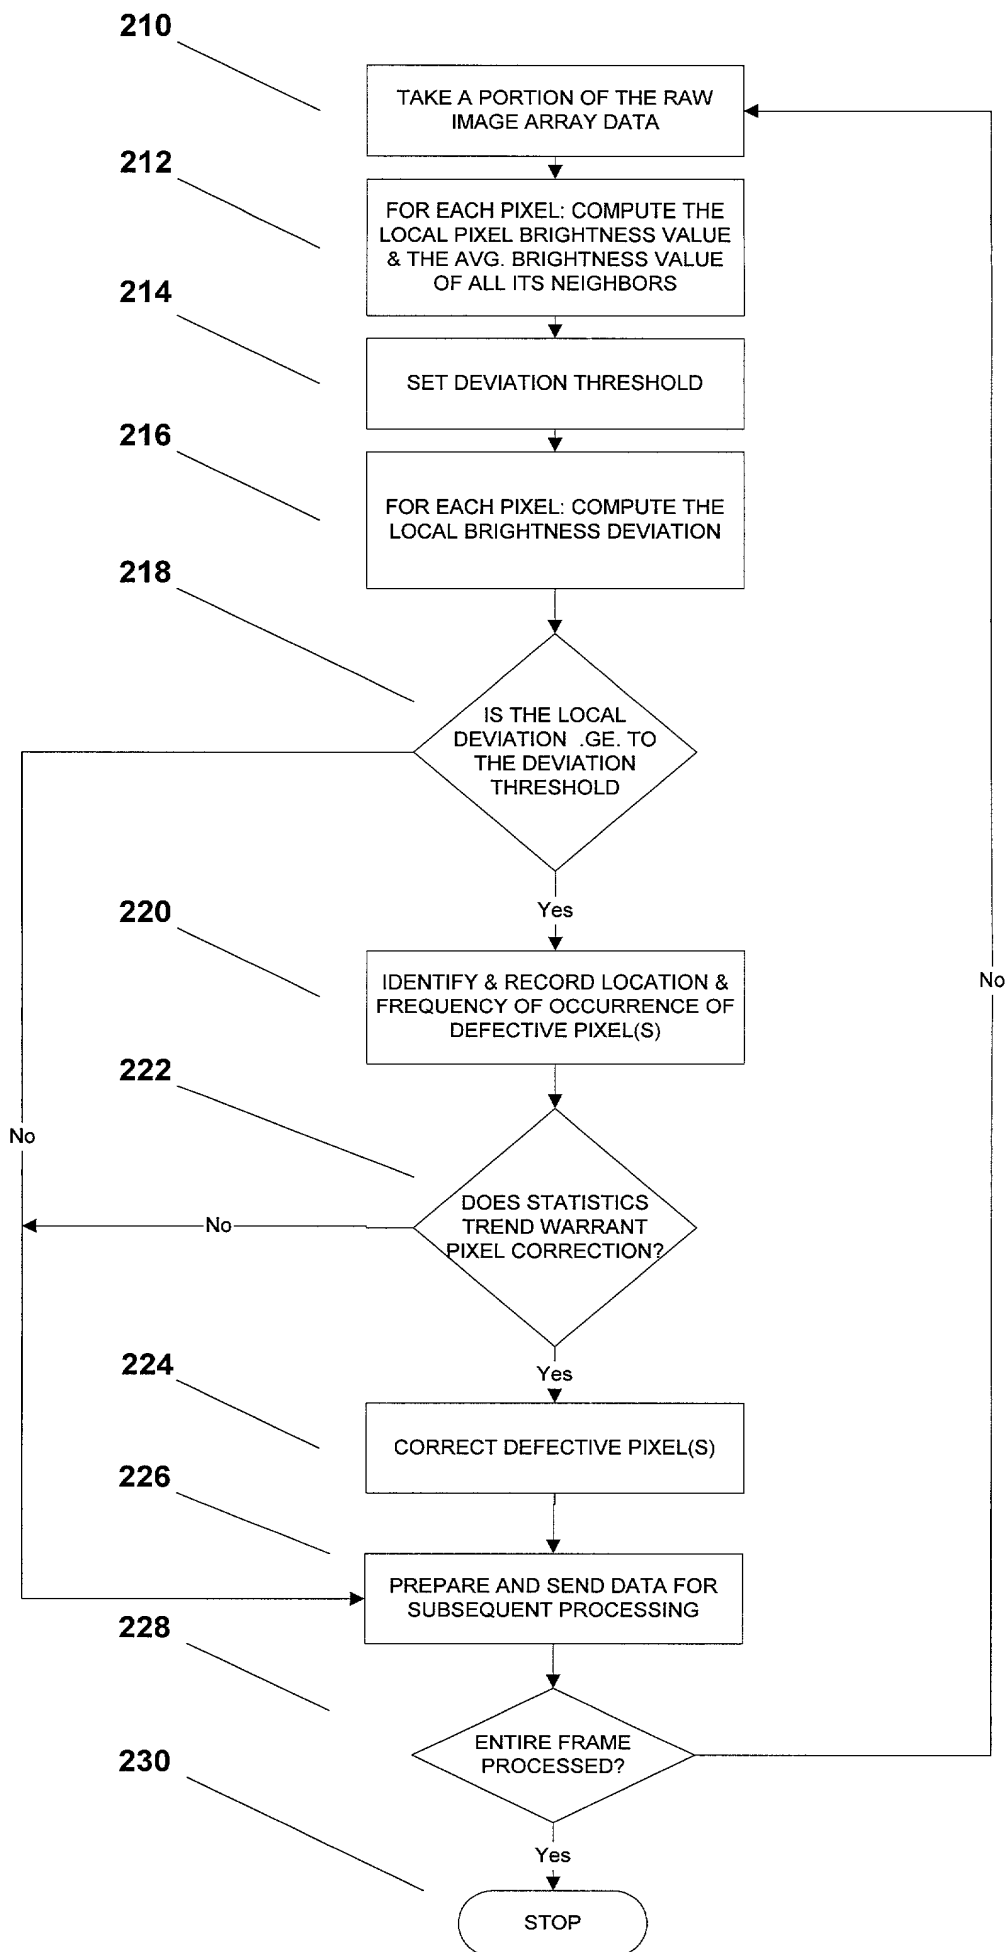 210
TAKE A PORTION OF THE RAW
IMAGE ARRAY DATA
212
FOR EACH PIXEL: COMPUTE THE
LOCAL PIXEL BRIGHTNESS VALUE
& THE AVG. BRIGHTNESS VALUE
OF ALL ITS NEIGHBORS
214
SET DEVIATION THRESHOLD
216
FOR EACH PIXEL: COMPUTE THE
LOCAL BRIGHTNESS DEVIATION
218
IS THE LOCAL
DEVIATION .GE. TO
THE DEVIATION
THRESHOLD
Yes
220
IDENTIFY & RECORD LOCATION &
FREQUENCY OF OCCURRENCE OF
DEFECTIVE PIXEL(S)
No
222
No
DOES STATISTICS
TREND WARRANT
PIXEL CORRECTION?
No
Yes
224
CORRECT DEFECTIVE PIXEL(S)
226
PREPARE AND SEND DATA FOR
SUBSEQUENT PROCESSING
228
ENTIRE FRAME
PROCESSED?
230
Yes
STOP